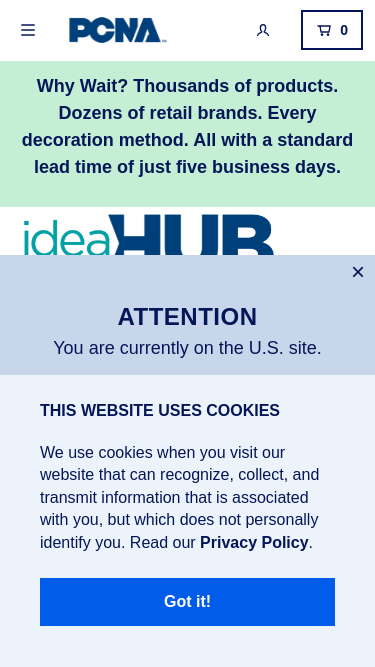 PCNA
0
Why Wait? Thousands of products.
Dozens of retail brands. Every
decoration method. All with a standard
lead time of just five business days.
ideaHUB
ATTENTION
You are currently on the U.S. site.
THIS WEBSITE USES COOKIES
We use cookies when you visit our
website that can recognize, collect, and
transmit information that is associated
with you, but which does not personally
identify you. Read our Privacy Policy.
Got it!